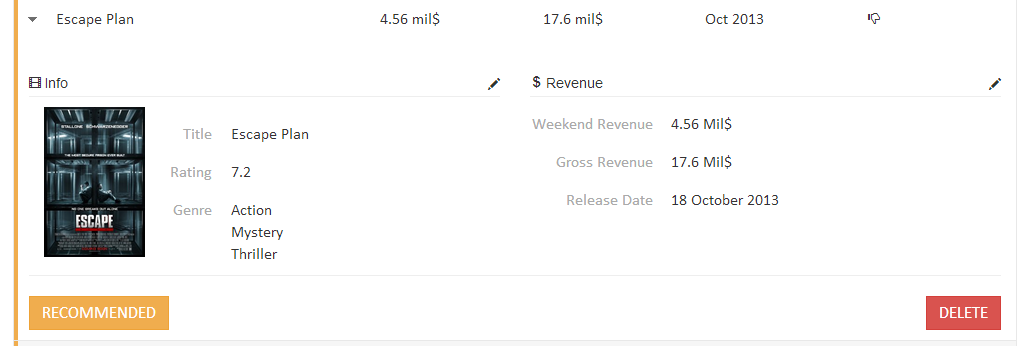 Escape Plan 4.56 mil$ 17.6 mil$ Oct 2013
Info
$ Revenue
STALLONE SCHWARZENEGGER
THE MOST SECURE PRISON EVER BUILT.
NO ONE BREAKS OUT ALONE
ESCAPE
Title Escape Plan
Rating 7.2
Genre Action
Mystery
Thriller
Weekend Revenue 4.56 Mil$
Gross Revenue 17.6 Mil$
Release Date 18 October 2013
RECOMMENDED
DELETE